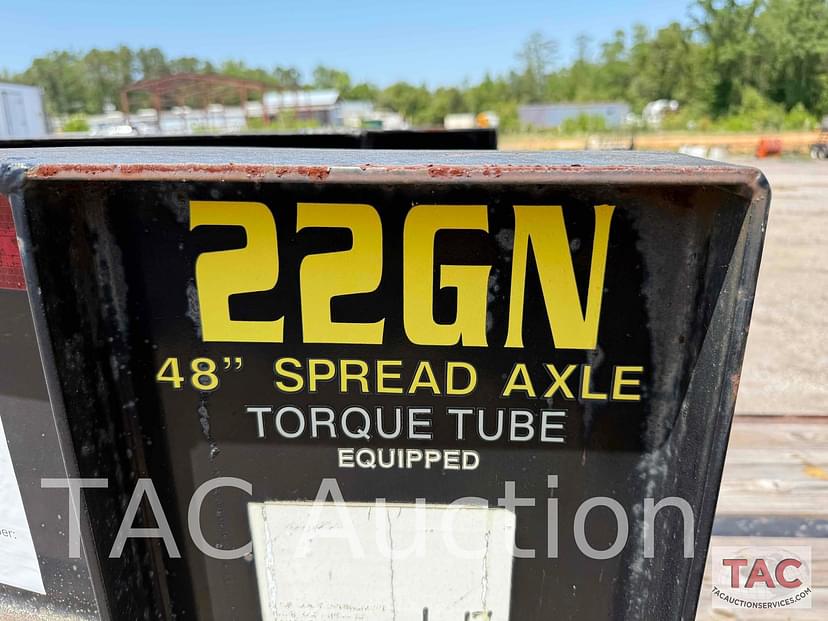 22GN
48” SPREAD AXLE
TORQUE TUBE
EQUIPPED
TAC Auction
TAC
TACAUCTIONSERVICES.COM